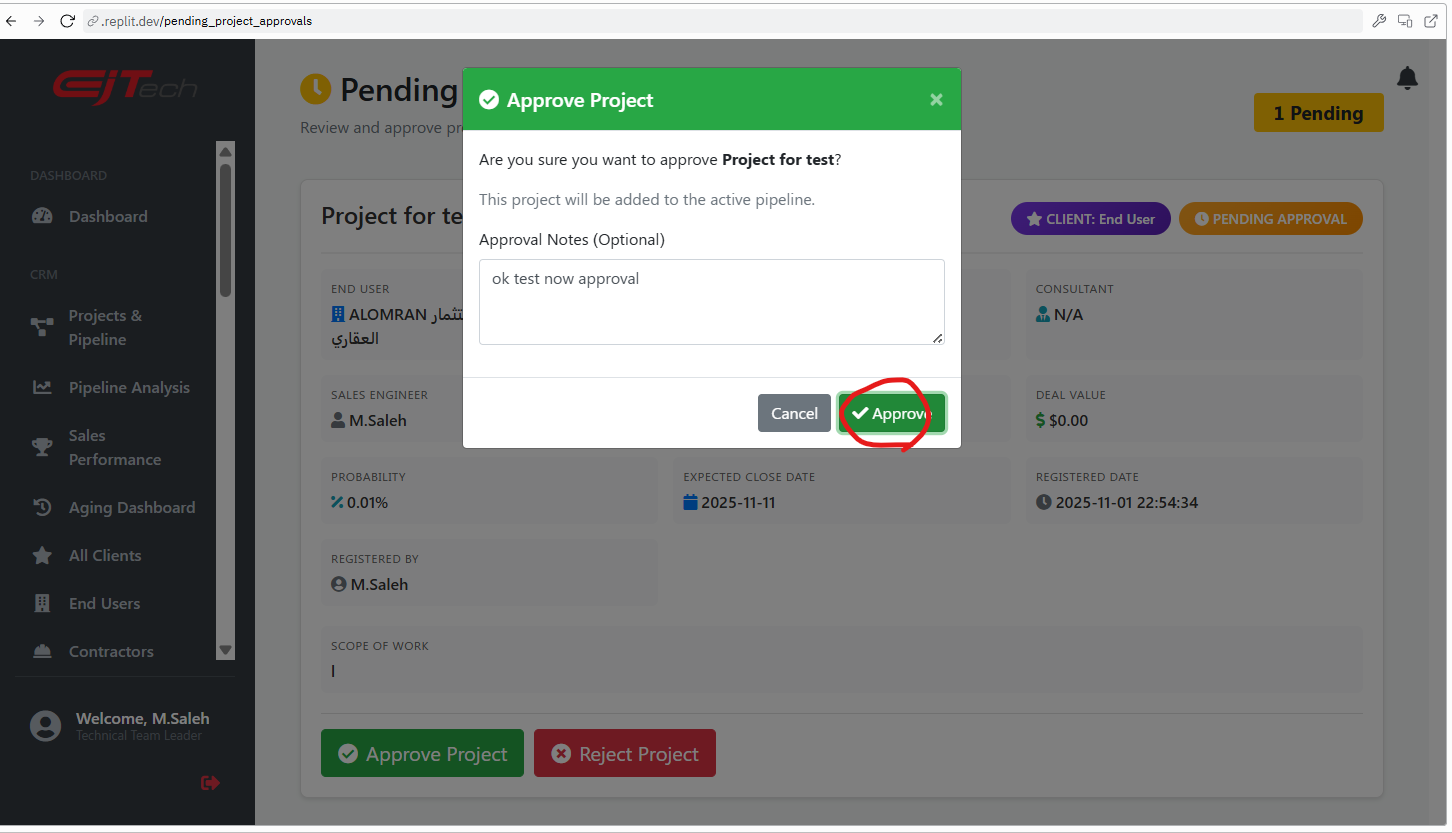 .replit.dev/pending_project_approvals
EJTech
DASHBOARD
Dashboard
CRM
Projects &
Pipeline
Pipeline Analysis
Sales
Performance
Aging Dashboard
All Clients
End Users
Contractors
Welcome, M.Saleh
Technical Team Leader
Pending
Review and approve
1 Pending
Approve Project
×
Are you sure you want to approve Project for test?
This project will be added to the active pipeline.
Approval Notes (Optional)
ok test now approval
Cancel
Approve
Project for
CLIENT: End User
PENDING APPROVAL
END USER
ALOMRAN
العقاري
CONSULTANT
N/A
SALES ENGINEER
M.Saleh
DEAL VALUE
$ $0.00
PROBABILITY
0.01%
EXPECTED CLOSE DATE
2025-11-11
REGISTERED DATE
2025-11-01 22:54:34
REGISTERED BY
M.Saleh
SCOPE OF WORK
l
Approve Project
Reject Project